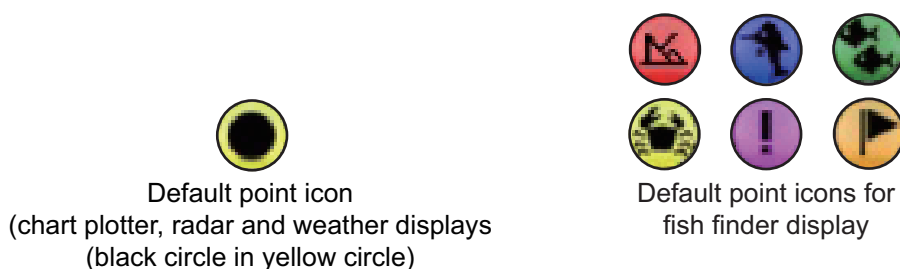 Default point icon
(chart plotter, radar and weather displays
(black circle in yellow circle)
Default point icons for
fish finder display